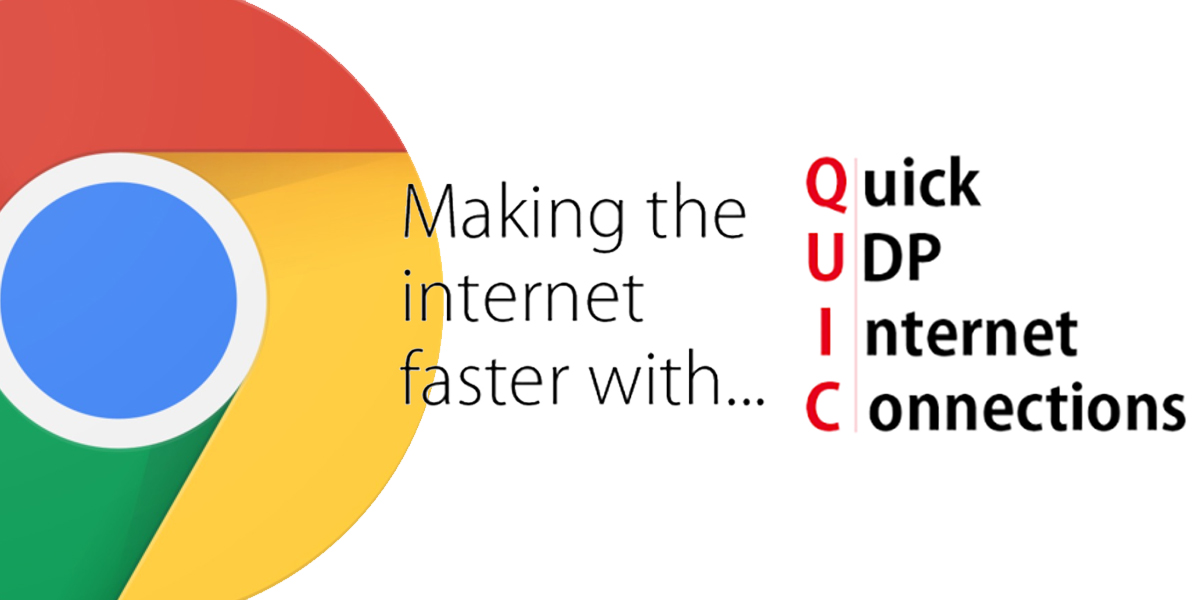 Making the
internet
faster with...
Quick
UDP
Internet
Connections